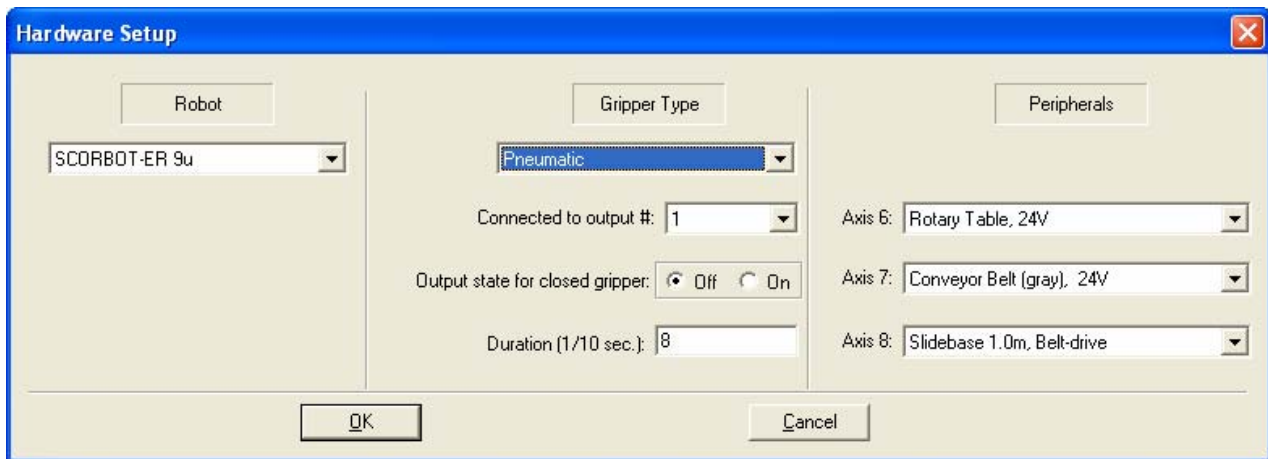 Hardware Setup
Robot
SCORBOT-ER 9u
Gripper Type
Pneumatic
Connected to output #: 1
Output state for closed gripper: Off On
Duration (1/10 sec.): 8
Peripherals
Axis 6: Rotary Table, 24V
Axis 7: Conveyor Belt (gray), 24V
Axis 8: Slidebase 1.0m, Belt-drive
OK
Cancel